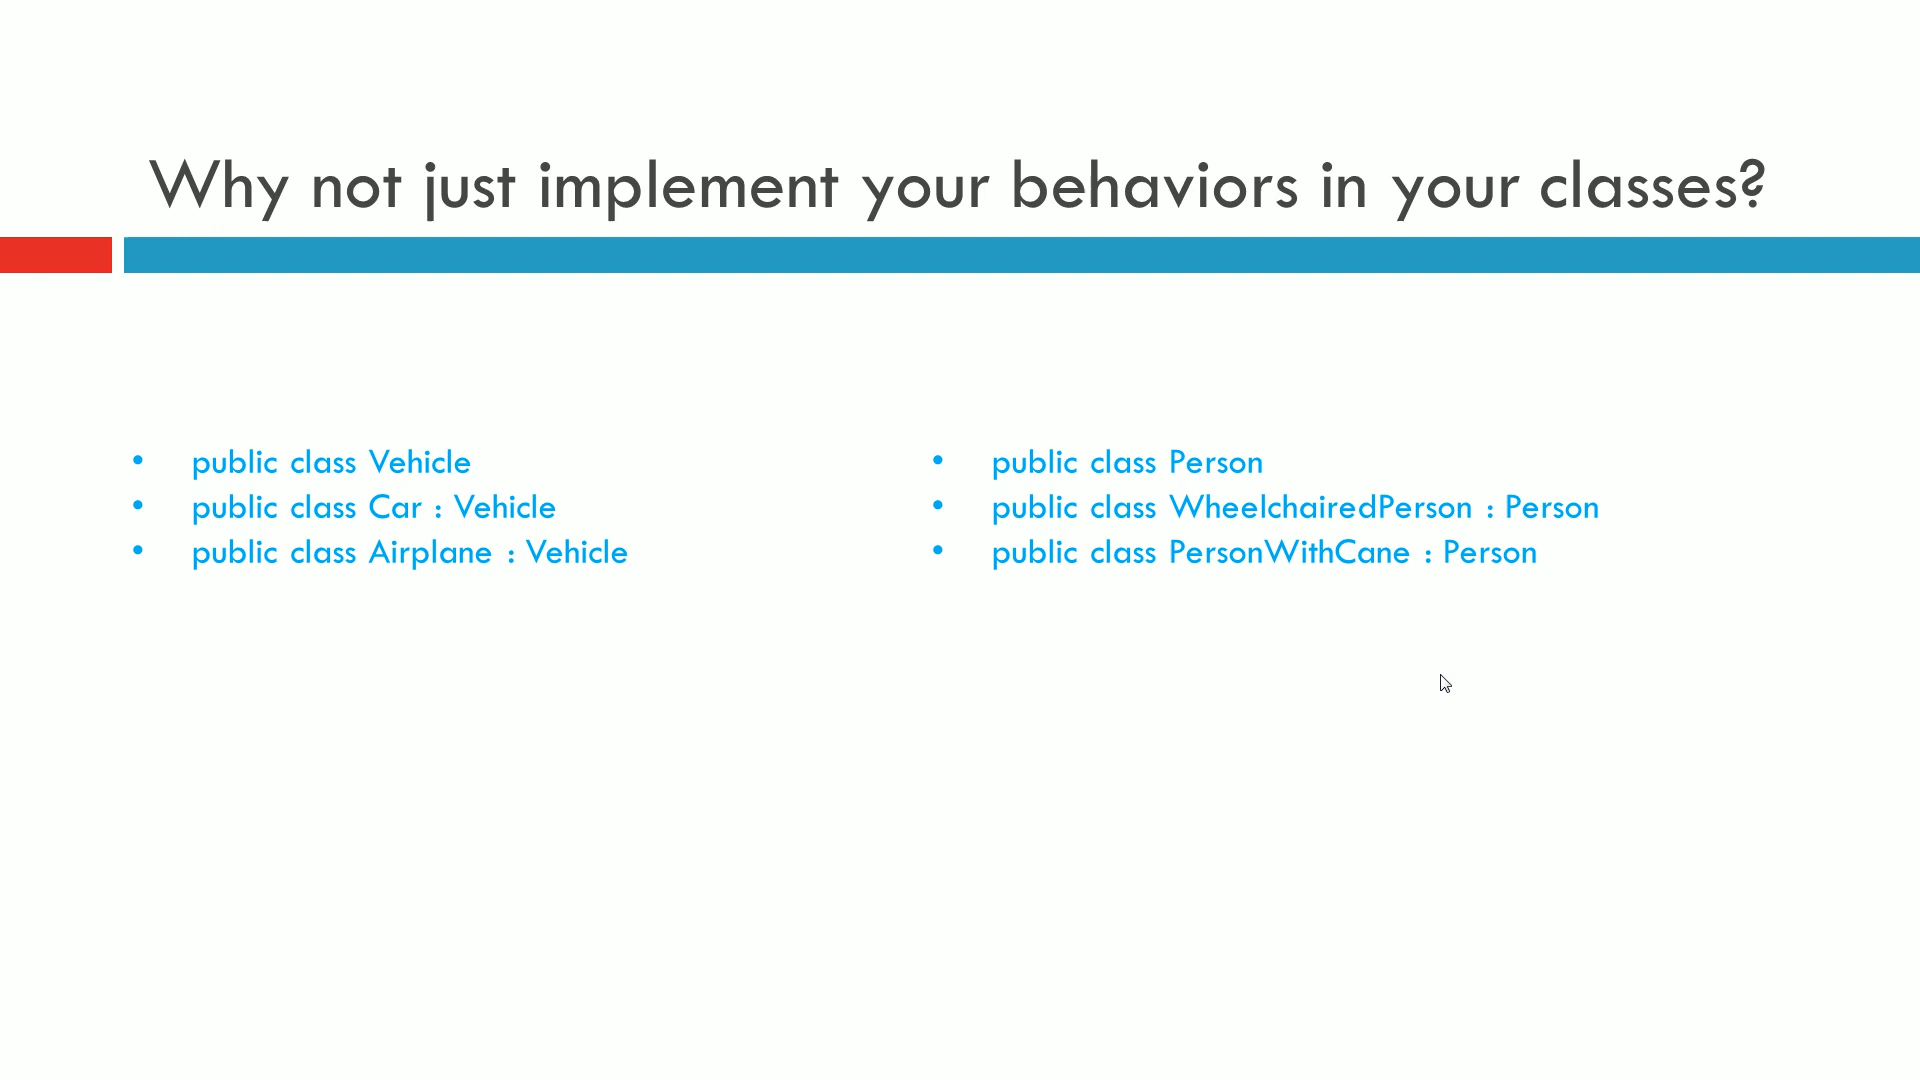 Why not just implement your behaviors in your classes?
• public class Vehicle
• public class Car : Vehicle
• public class Airplane : Vehicle
• public class Person
• public class WheelchairedPerson : Person
• public class PersonWithCane : Person